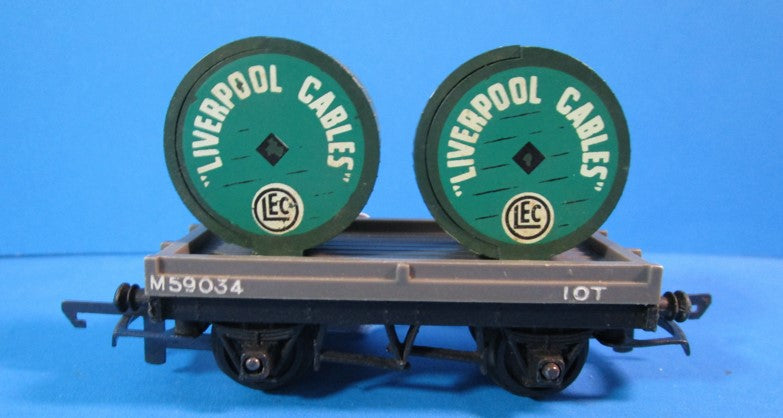 "LIVERPOOL CABLES"
LEC
"LIVERPOOL CABLES"
LEC
M59034
10T